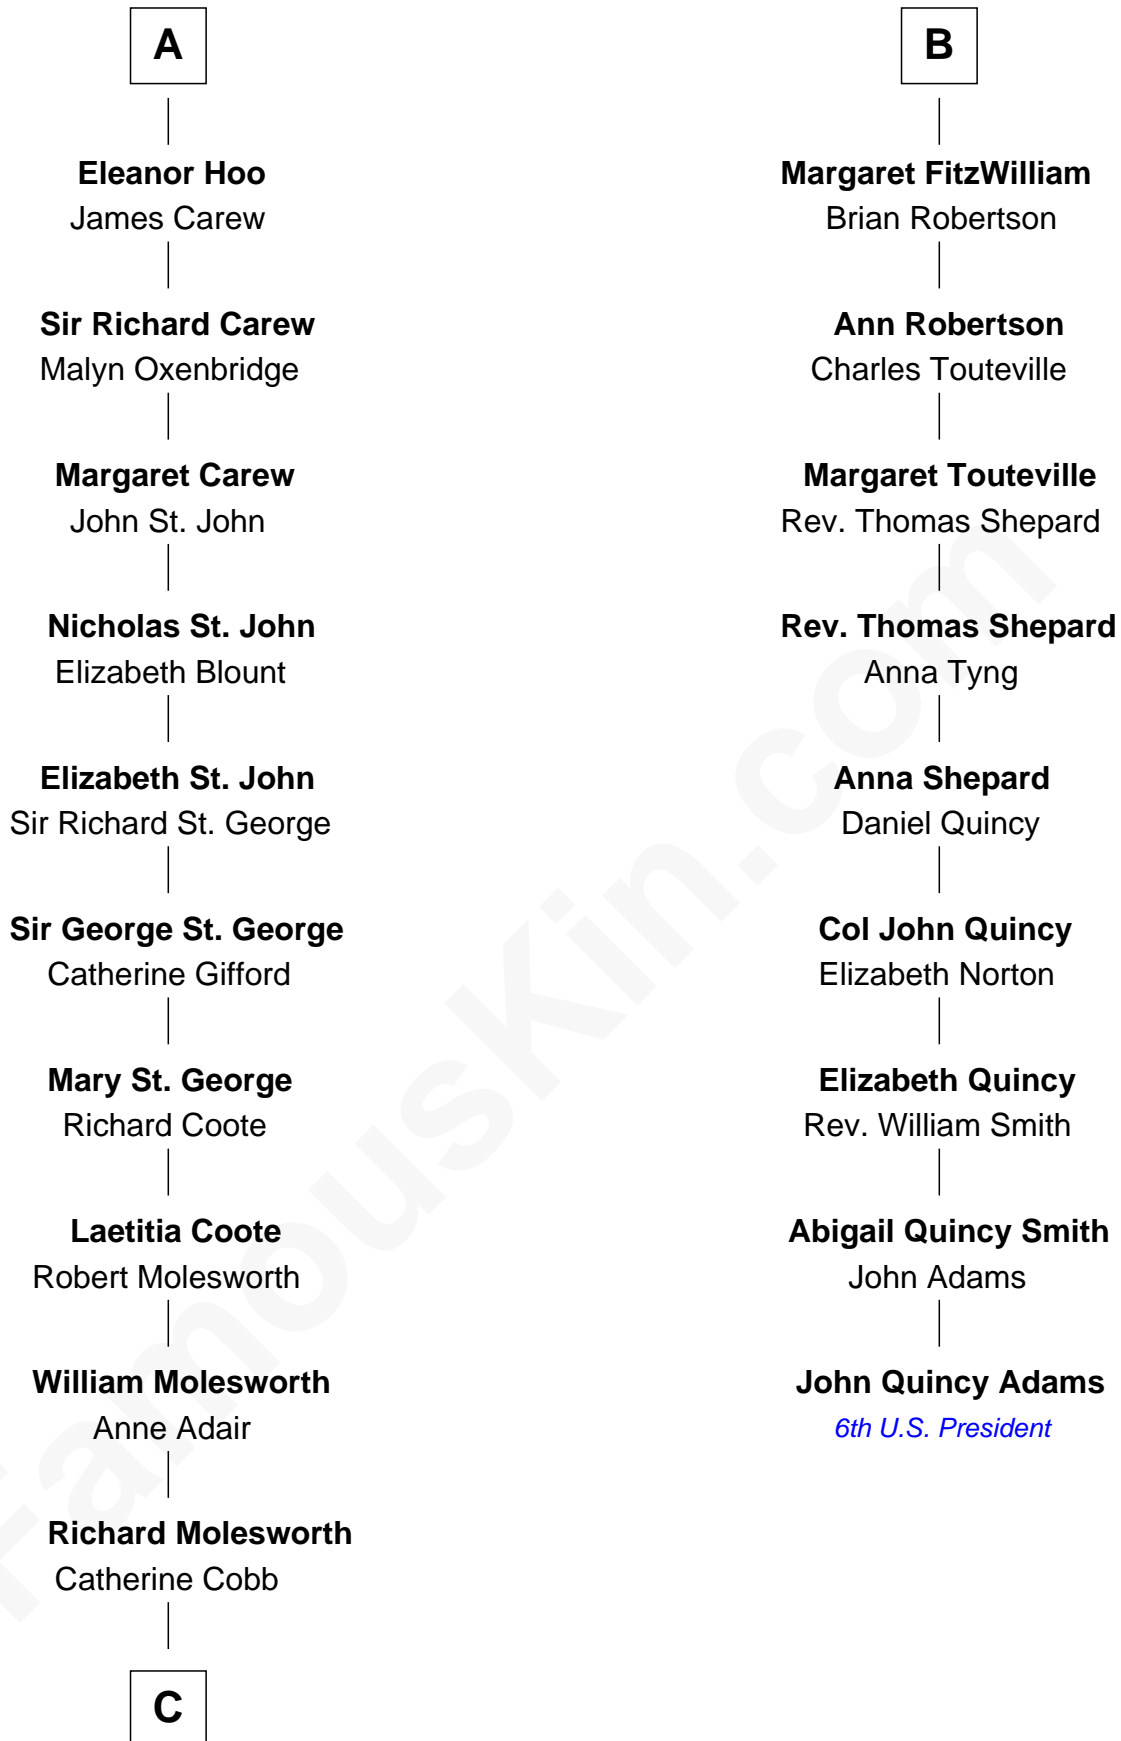 A
Eleanor Hoo
James Carew
Sir Richard Carew
Malyn Oxenbridge
Margaret Carew
John St. John
Nicholas St. John
Elizabeth Blount
Elizabeth St. John
Sir Richard St. George
Sir George St. George
Catherine Gifford
Mary St. George
Richard Coote
Laetitia Coote
Robert Molesworth
William Molesworth
Anne Adair
Richard Molesworth
Catherine Cobb
C
B
Margaret FitzWilliam
Brian Robertson
Ann Robertson
Charles Touteville
Margaret Touteville
Rev. Thomas Shepard
Rev. Thomas Shepard
Anna Tyng
Anna Shepard
Daniel Quincy
Col John Quincy
Elizabeth Norton
Elizabeth Quincy
Rev. William Smith
Abigail Quincy Smith
John Adams
John Quincy Adams
6th U.S. President
FamousKin.com